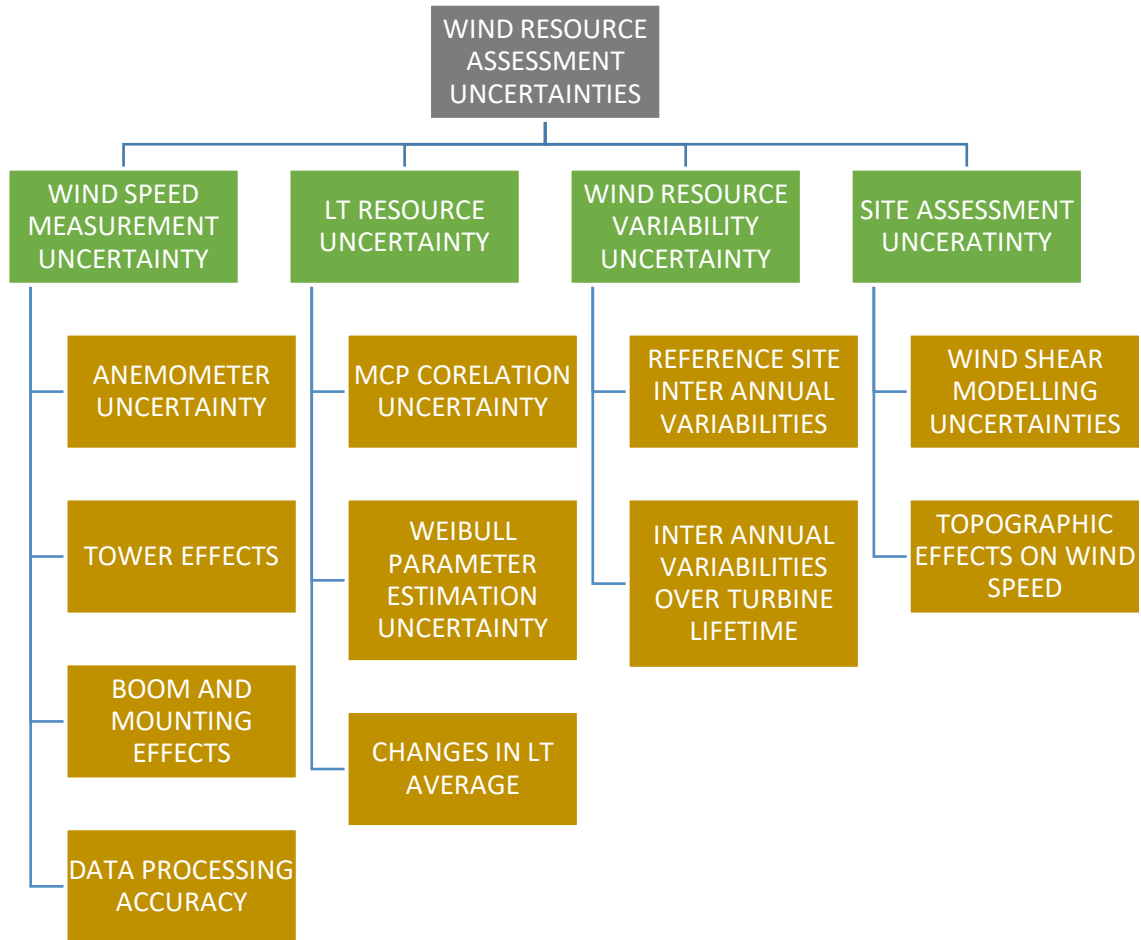 WIND RESOURCE
ASSESSMENT
UNCERTAINTIES
WIND SPEED
MEASUREMENT
UNCERTAINTY
ANEMOMETER
UNCERTAINTY
TOWER EFFECTS
BOOM AND
MOUNTING
EFFECTS
DATA PROCESSING
ACCURACY
LT RESOURCE
UNCERTAINTY
MCP CORELATION
UNCERTAINTY
WEIBULL
PARAMETER
ESTIMATION
UNCERTAINTY
CHANGES IN LT
AVERAGE
WIND RESOURCE
VARIABILITY
UNCERTAINTY
REFERENCE SITE
INTER ANNUAL
VARIABILITIES
INTER ANNUAL
VARIABILITIES
OVER TURBINE
LIFETIME
SITE ASSESSMENT
UNCERATINTY
WIND SHEAR
MODELLING
UNCERTAINTIES
TOPOGRAPHIC
EFFECTS ON WIND
SPEED